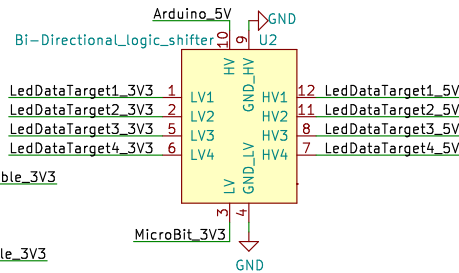 Arduino_5V
GND
Bi-Directional_logic_shifter
U2
10
9
HV
GND_HV
LedDataTarget1_3V3
1
LV1
HV1
12
LedDataTarget1_5V
LedDataTarget2_3V3
2
LV2
HV2
11
LedDataTarget2_5V
LedDataTarget3_3V3
5
LV3
HV3
8
LedDataTarget3_5V
LedDataTarget4_3V3
6
LV4
HV4
7
LedDataTarget4_5V
LV
GND_LV
ble_3V3
3
4
MicroBit_3V3
le_3V3
GND